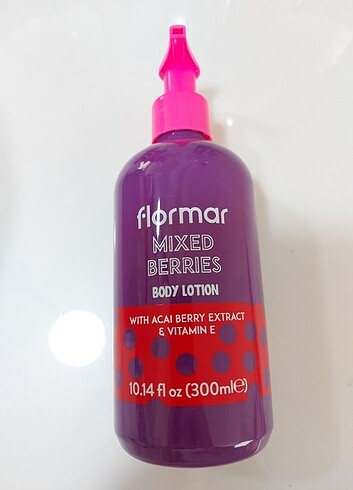 flormar
MIXED
BERRIES
BODY LOTION
WITH ACAI BERRY EXTRACT
& VITAMIN E
10.14 fl oz (300ml℮)